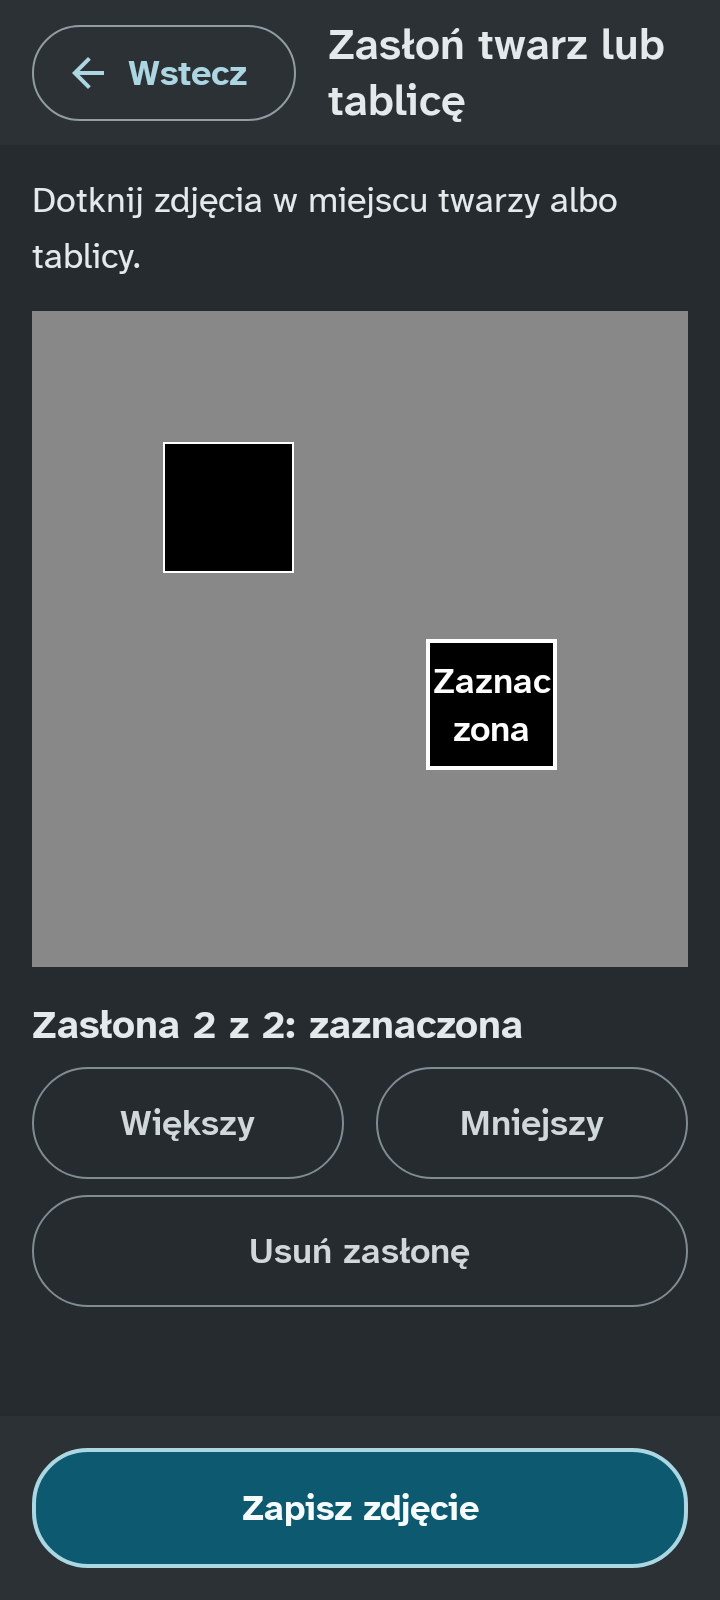 Wstecz
Zasłoń twarz lub
tablicę
Dotknij zdjęcia w miejscu twarzy albo
tablicy.
Zaznac
zona
Zasłona 2 z 2: zaznaczona
Większy
Mniejszy
Usuń zasłonę
Zapisz zdjęcie